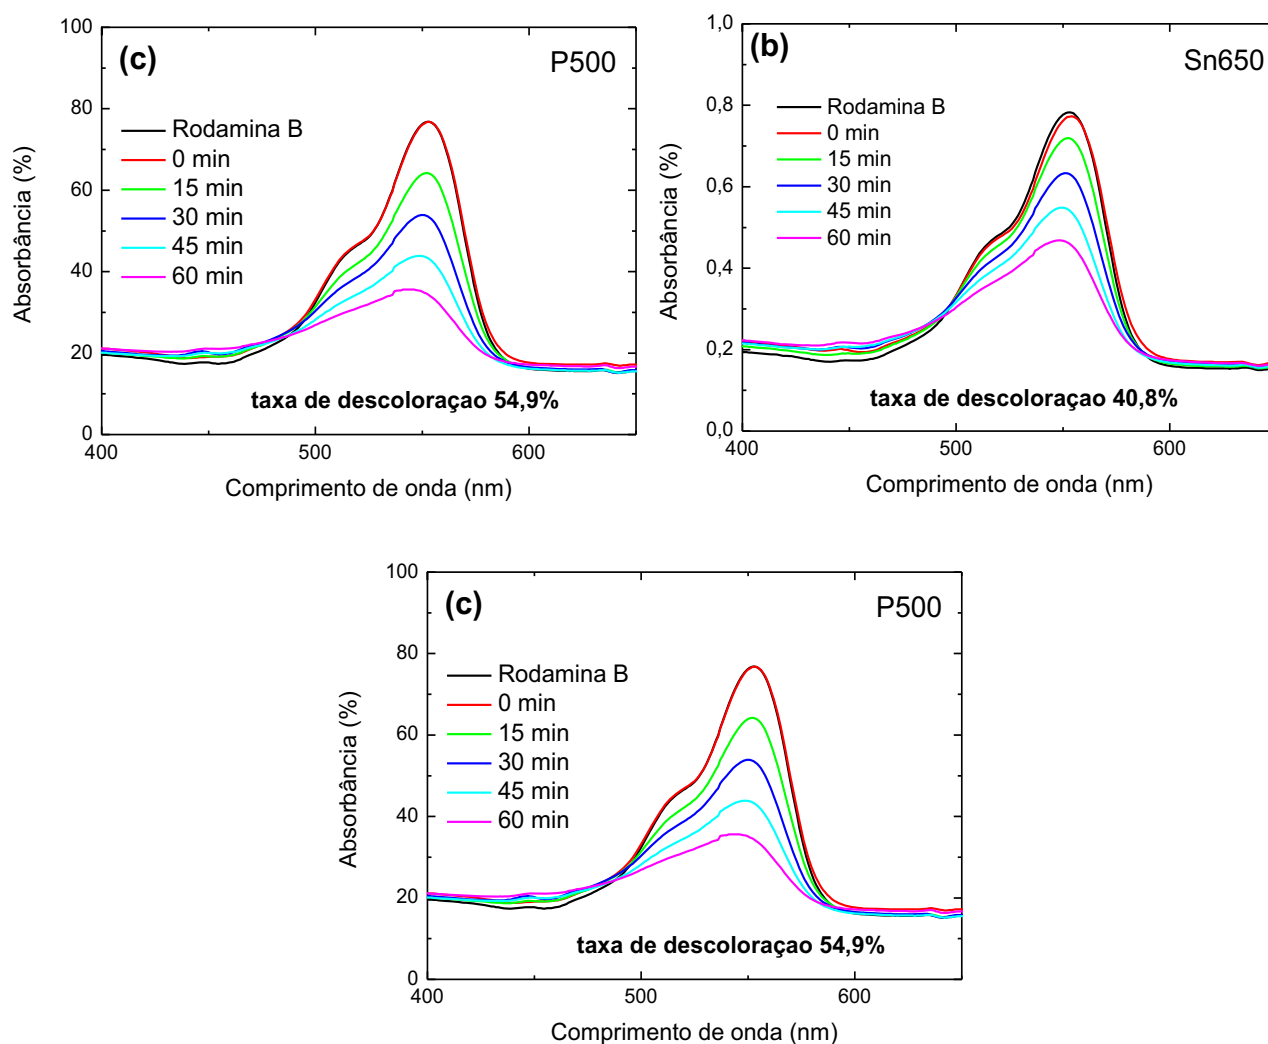 (c)
P500
Rodamina B
0 min
15 min
30 min
45 min
60 min
taxa de descoloraçao 54,9%
100
80
60
40
20
0
400
500
600
Absorbância (%)
Comprimento de onda (nm)
(b)
Sn650
Rodamina B
0 min
15 min
30 min
45 min
60 min
taxa de descoloraçao 40,8%
1,0
0,8
0,6
0,4
0,2
0,0
400
500
600
Absorbância (%)
Comprimento de onda (nm)
(c)
P500
Rodamina B
0 min
15 min
30 min
45 min
60 min
taxa de descoloraçao 54,9%
100
80
60
40
20
0
400
500
600
Absorbância (%)
Comprimento de onda (nm)